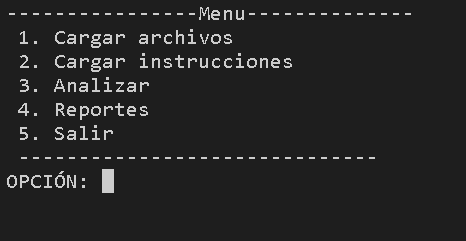 ----------------Menu--------------
1. Cargar archivos
2. Cargar instrucciones
3. Analizar
4. Reportes
5. Salir
------------------------------
OPCIÓN: